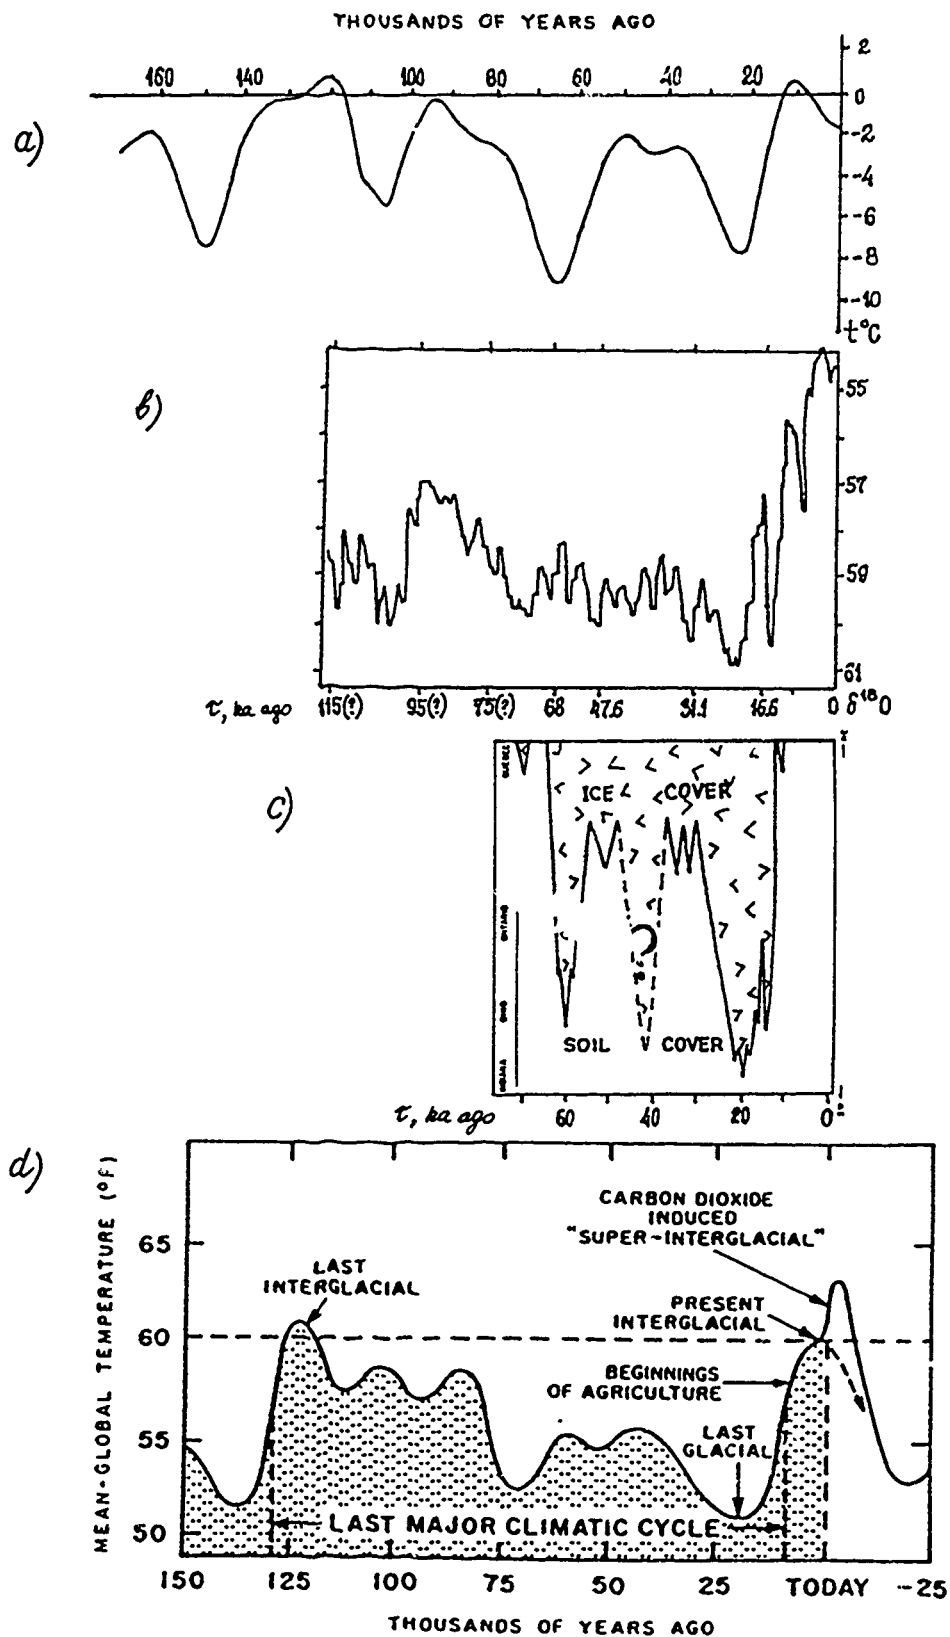 THOUSANDS OF YEARS AGO
160 140 100 80 60 40 20
2
0
-2
-4
-6
-8
-10
t°C
a)
b)
55
57
59
61
τ, ka ago 115(?) 95(?) 75(?) 68 47.6 31.1 16.6 0 δ¹⁸O
c)
QUEBEC
ONTARIO
OHIO
INDIANA
ICE COVER
SOIL COVER
τ, ka ago 60 40 20 0
d)
MEAN-GLOBAL TEMPERATURE (°F)
65
60
55
50
CARBON DIOXIDE
INDUCED
"SUPER-INTERGLACIAL"
LAST
INTERGLACIAL
PRESENT
INTERGLACIAL
BEGINNINGS
OF AGRICULTURE
LAST
GLACIAL
LAST MAJOR CLIMATIC CYCLE
150 125 100 75 50 25 TODAY -25
THOUSANDS OF YEARS AGO